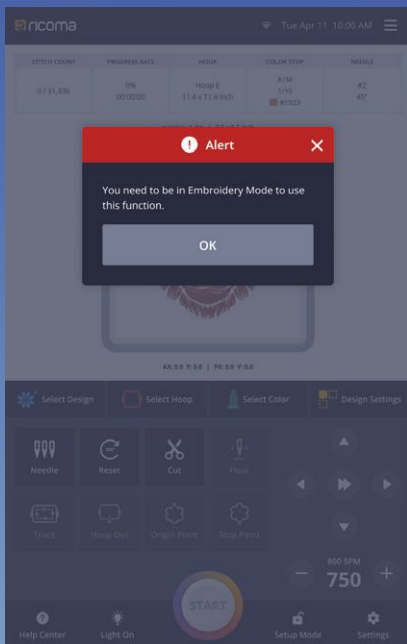 ricoma
Tue Apr 11 10:00 AM
STITCH COUNT
PROGRESS RATE
HOOP
COLOR STOP
NEEDLE
0 / 31,336
0%
00:00:00
Hoop E
11.4 x 11.4 inch
A|M
1/15
#1023
#2
45°
Alert
You need to be in Embroidery Mode to use
this function.
OK
AX:0.0 Y:0.0 | PX:0.0 Y:0.0
Select Design
Select Hoop
Select Color
Design Settings
Needle
Reset
Cut
Float
Trace
Hoop Dot
Origin Point
Stop Point
800 SPM
750
START
Help Center
Light On
Setup Mode
Settings